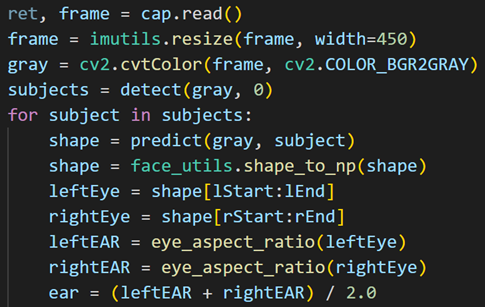 ret, frame = cap.read()
frame = imutils.resize(frame, width=450)
gray = cv2.cvtColor(frame, cv2.COLOR_BGR2GRAY)
subjects = detect(gray, 0)
for subject in subjects:
    shape = predict(gray, subject)
    shape = face_utils.shape_to_np(shape)
    leftEye = shape[lStart:lEnd]
    rightEye = shape[rStart:rEnd]
    leftEAR = eye_aspect_ratio(leftEye)
    rightEAR = eye_aspect_ratio(rightEye)
    ear = (leftEAR + rightEAR) / 2.0